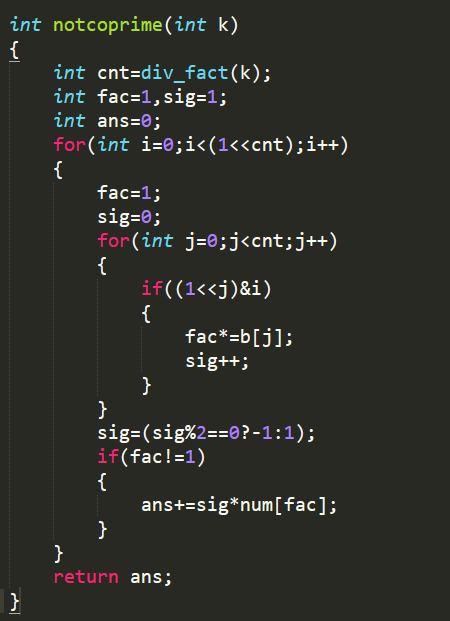 int notcoprime(int k)
{
    int cnt=div_fact(k);
    int fac=1,sig=1;
    int ans=0;
    for(int i=0;i<(1<<cnt);i++)
    {
        fac=1;
        sig=0;
        for(int j=0;j<cnt;j++)
        {
            if((1<<j)&i)
            {
                fac*=b[j];
                sig++;
            }
        }
        sig=(sig%2==0?-1:1);
        if(fac!=1)
        {
            ans+=sig*num[fac];
        }
    }
    return ans;
}